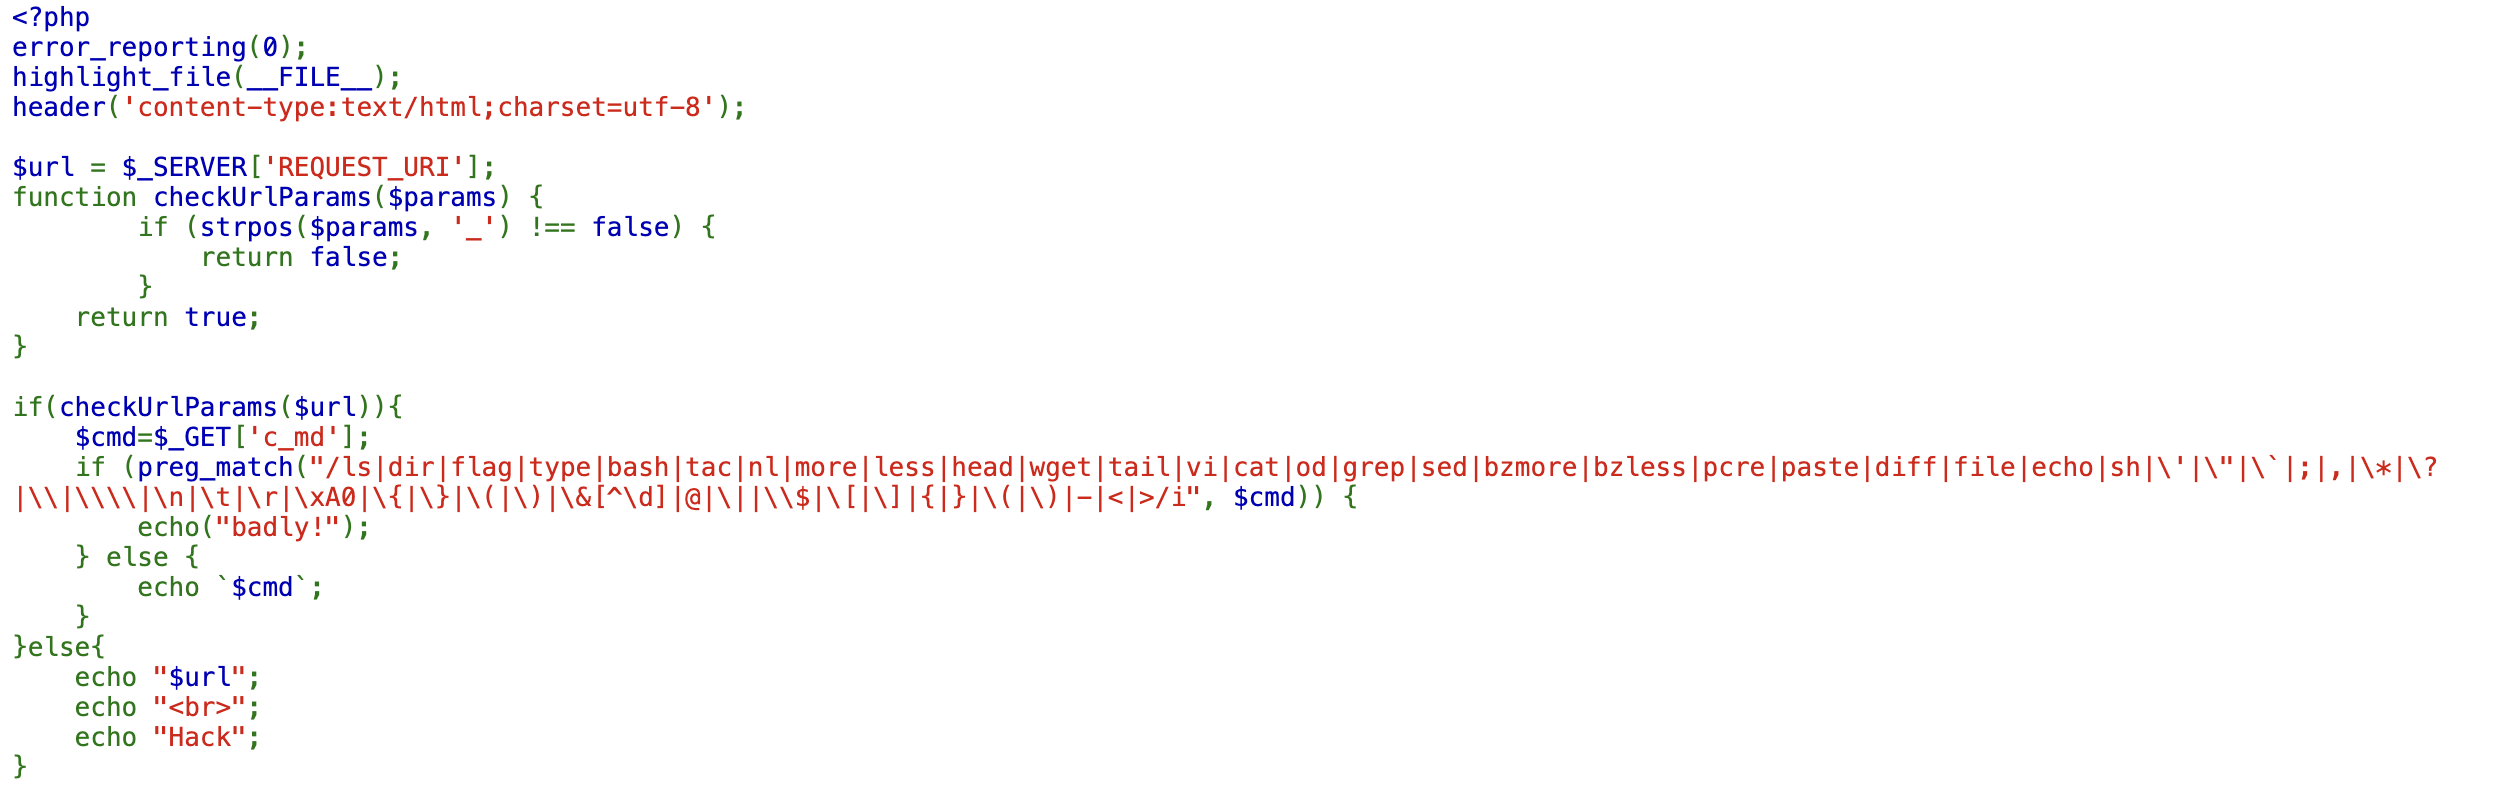 <?php
error_reporting(0);
highlight_file(__FILE__);
header('content-type:text/html;charset=utf-8');

$url = $_SERVER['REQUEST_URI'];
function checkUrlParams($params) {
        if (strpos($params, '_') !== false) {
            return false;
        }
    return true;
}

if(checkUrlParams($url)){
    $cmd=$_GET['c_md'];
    if (preg_match("/ls|dir|flag|type|bash|tac|nl|more|less|head|wget|tail|vi|cat|od|grep|sed|bzmore|bzless|pcre|paste|diff|file|echo|sh|\'|\"|\`|;|,|\*|\?
|\\|\\\\|\n|\t|\r|\xA0|\{|\}|\(|\)|\&[^\d]|@|\||\\$|\[|\]|{|}|\(|\)|-|<|>/i", $cmd)) {
        echo("badly!");
    } else {
        echo `$cmd`;
    }
}else{
    echo "$url";
    echo "<br>";
    echo "Hack";
}